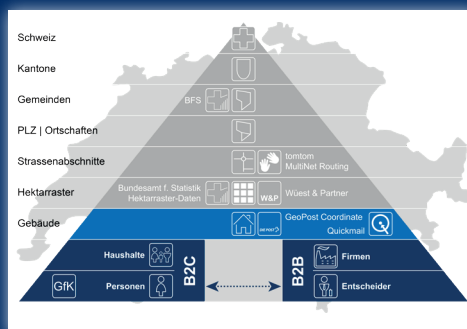 Schweiz
Kantone
Gemeinden
BFS
PLZ | Ortschaften
Strassenabschnitte
tomtom
MultiNet Routing
Hektarraster
Bundesamt f. Statistik
Hektarraster-Daten
W&P
Wüest & Partner
Gebäude
GeoPost Coordinate
Quickmail
Haushalte
B2C
B2B
Firmen
GfK
Personen
Entscheider